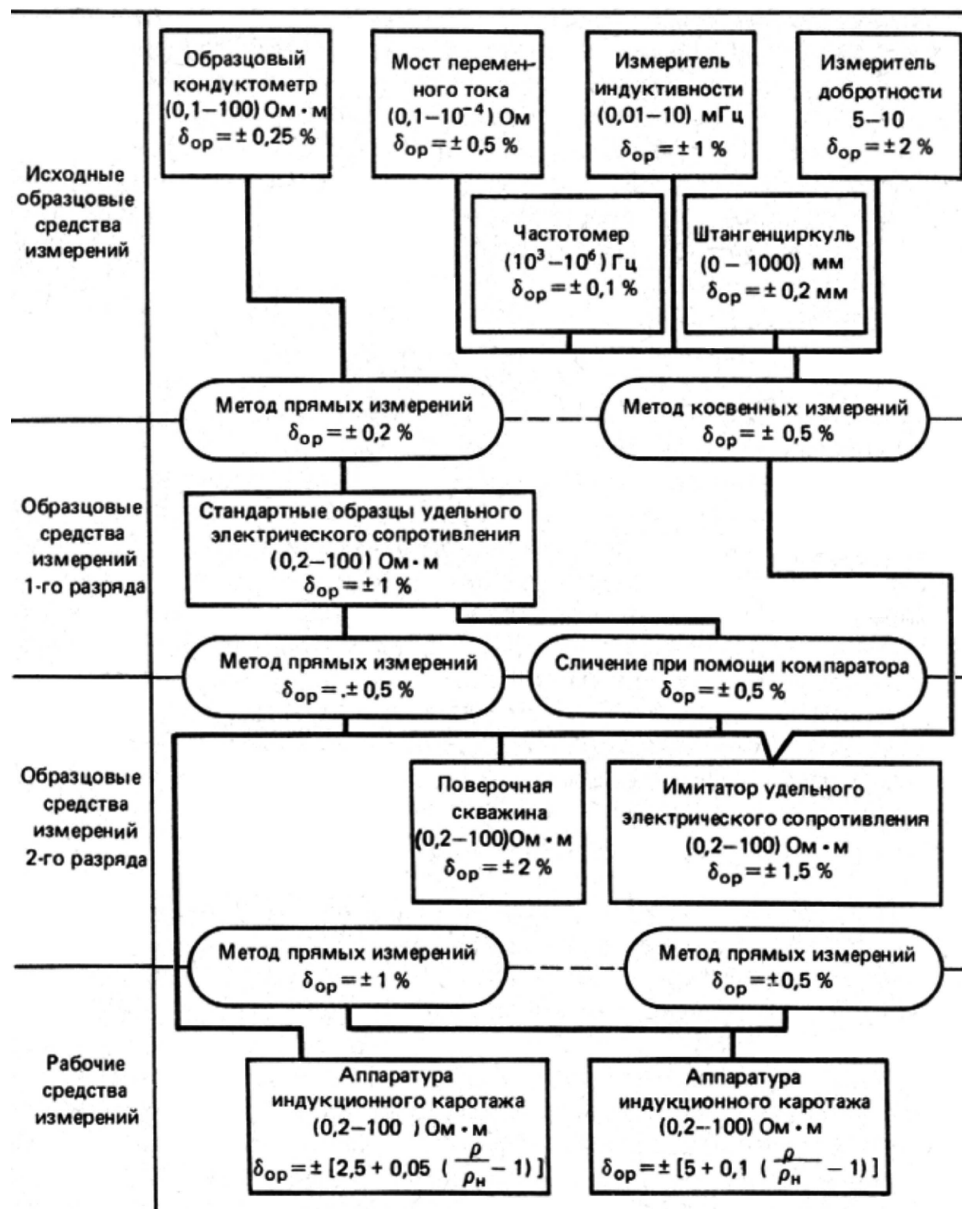 Исходные
образцовые
средства
измерений
Образцовый
кондуктометр
(0,1–100) Ом · м
δор = ± 0,25 %
Мост перемен-
ного тока
(0,1–10⁻⁴) Ом
δор = ± 0,5 %
Измеритель
индуктивности
(0,01–10) мГц
δор = ± 1 %
Измеритель
добротности
5–10
δор = ± 2 %
Частотомер
(10³–10⁶) Гц
δор = ± 0,1 %
Штангенциркуль
(0 – 1000) мм
δор = ± 0,2 мм
Метод прямых измерений
δор = ± 0,2 %
Метод косвенных измерений
δор = ± 0,5 %
Образцовые
средства
измерений
1-го разряда
Стандартные образцы удельного
электрического сопротивления
(0,2–100) Ом · м
δор = ± 1 %
Метод прямых измерений
δор = .± 0,5 %
Сличение при помощи компаратора
δор = ± 0,5 %
Образцовые
средства
измерений
2-го разряда
Поверочная
скважина
(0,2–100)Ом · м
δор = ± 2 %
Имитатор удельного
электрического сопротивления
(0,2–100) Ом · м
δор = ± 1,5 %
Метод прямых измерений
δор = ± 1 %
Метод прямых измерений
δор = ±0,5 %
Рабочие
средства
измерений
Аппаратура
индукционного каротажа
(0,2–100 ) Ом · м
δор = ± [2,5 + 0,05 ( ρ/ρн – 1) ]
Аппаратура
индукционного каротажа
(0,2–-100) Ом · м
δор = ± [5 + 0,1 ( ρ/ρн – 1) ]